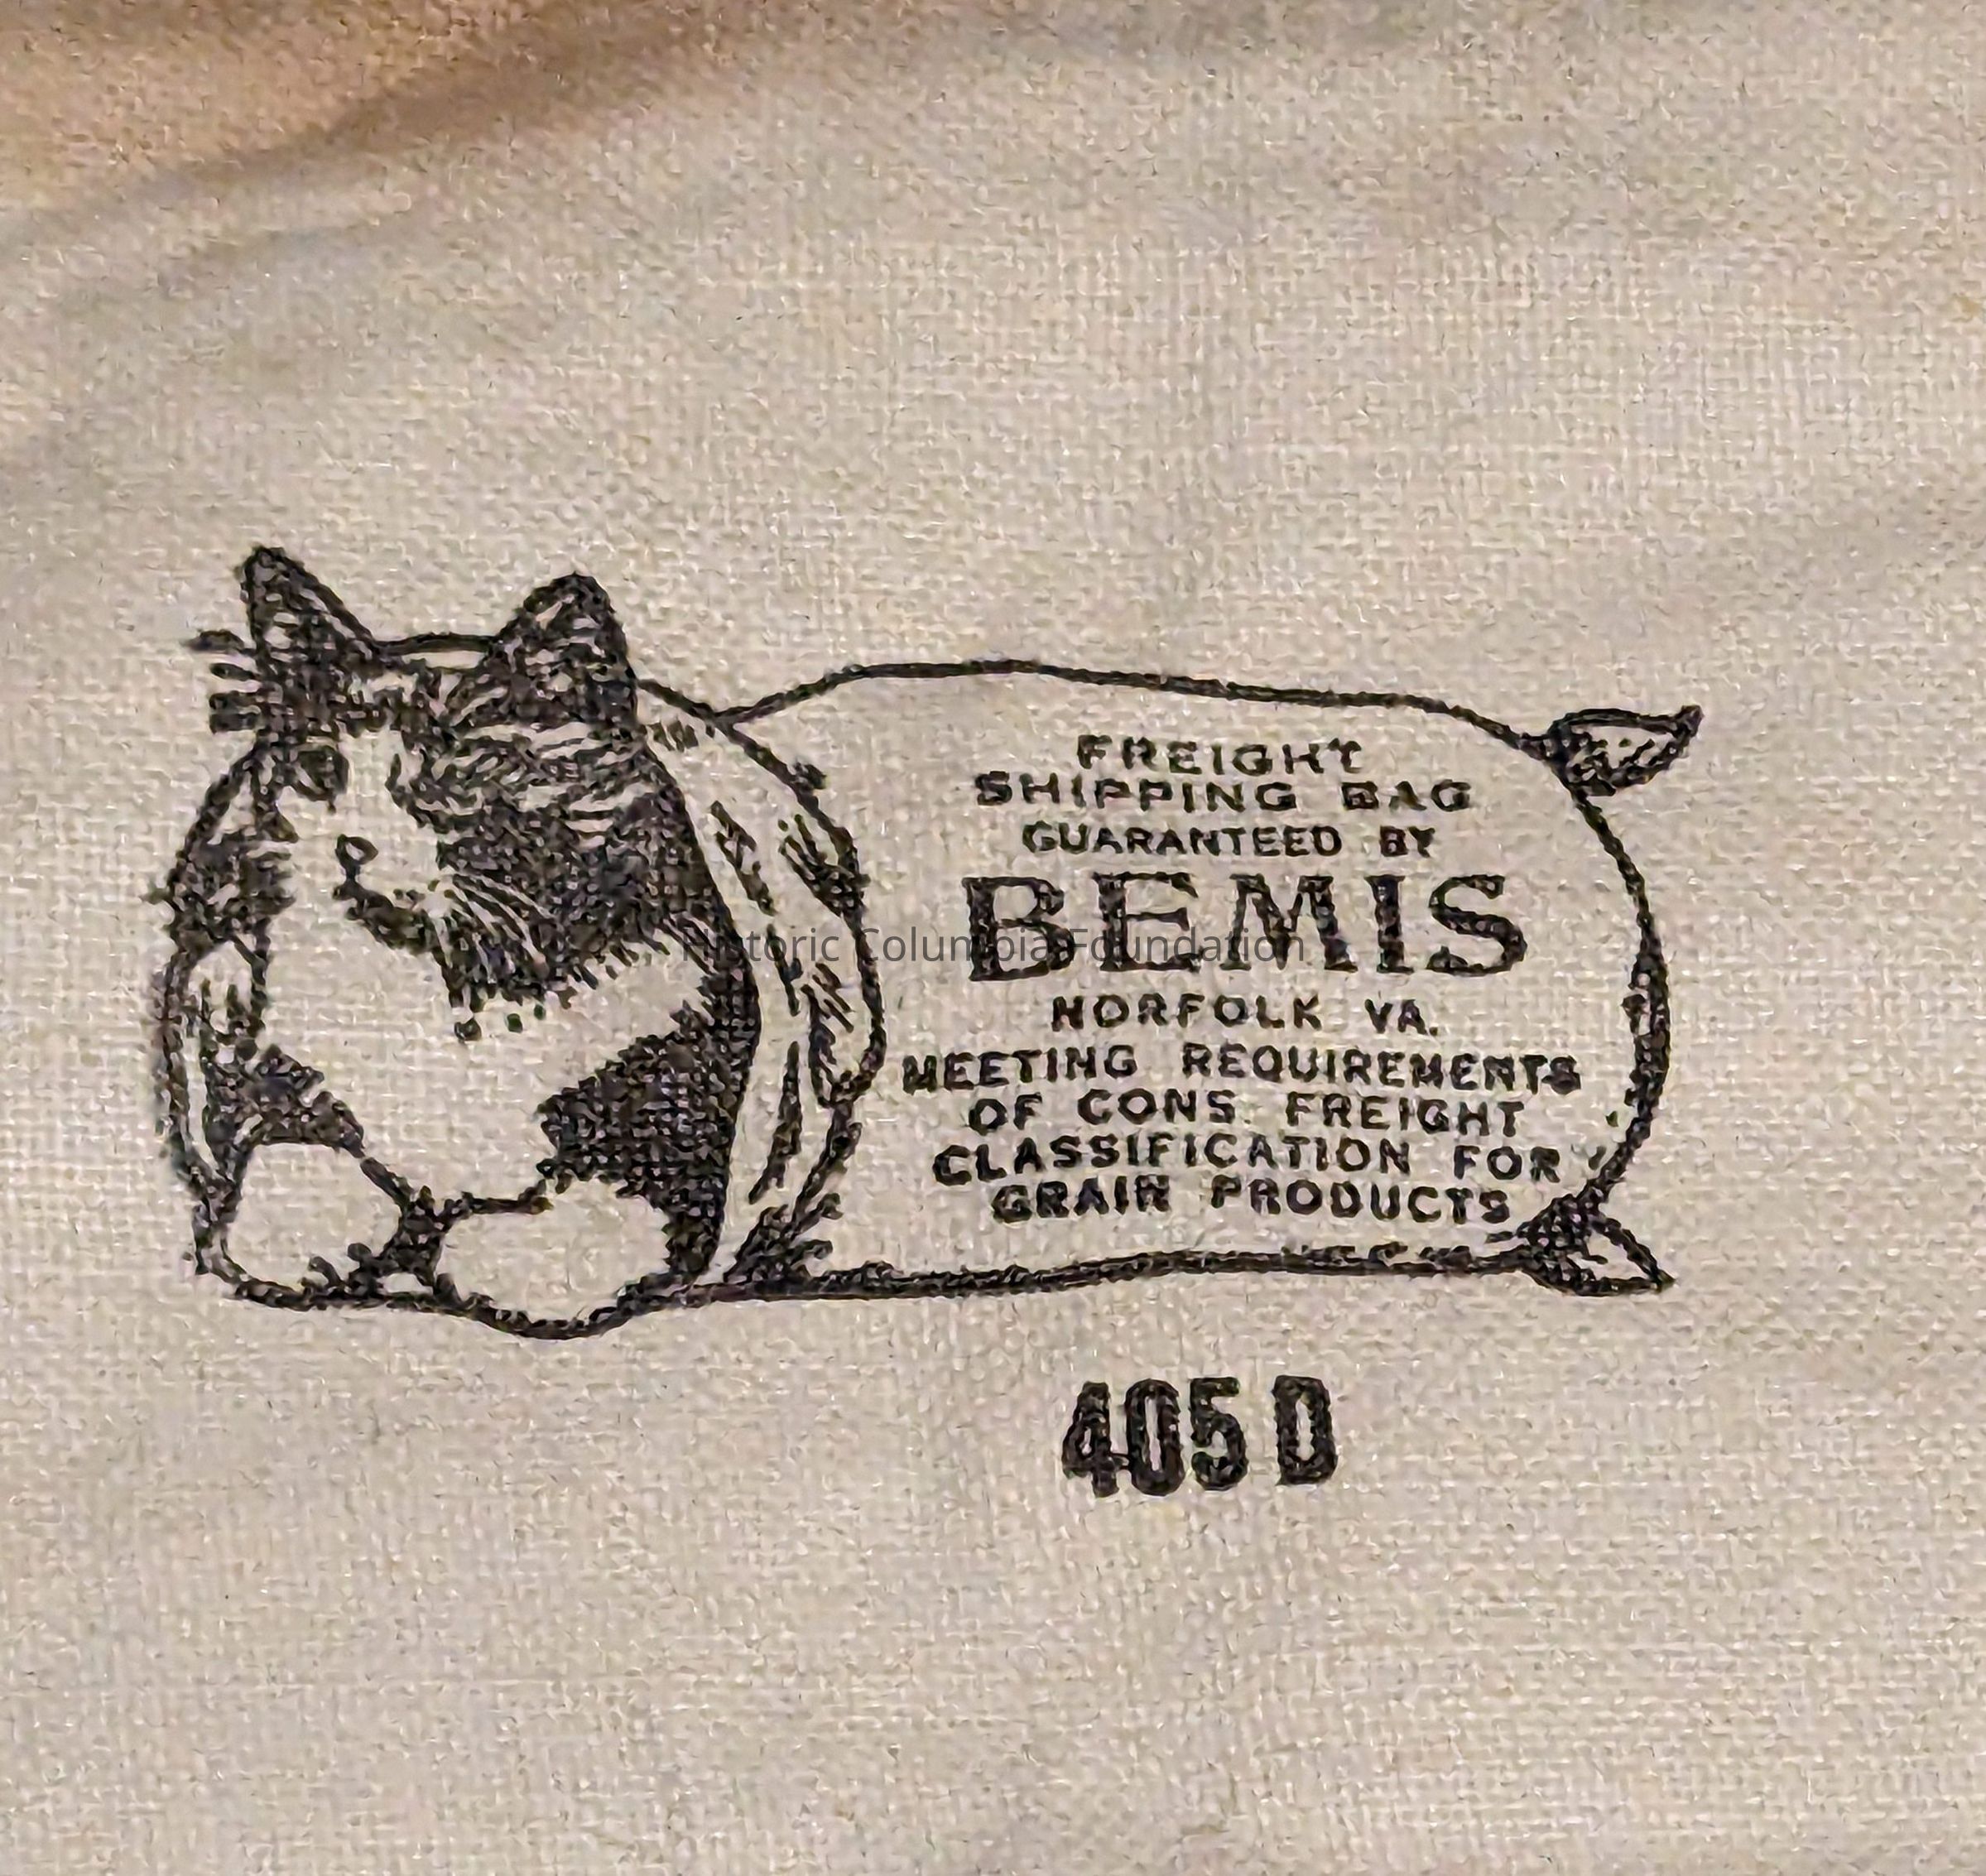 FREIGHT
SHIPPING BAG
GUARANTEED BY
BEMIS
Historic Columbia Foundation
NORFOLK VA.
MEETING REQUIREMENTS
OF CONS. FREIGHT
CLASSIFICATION FOR
GRAIN PRODUCTS
405 D